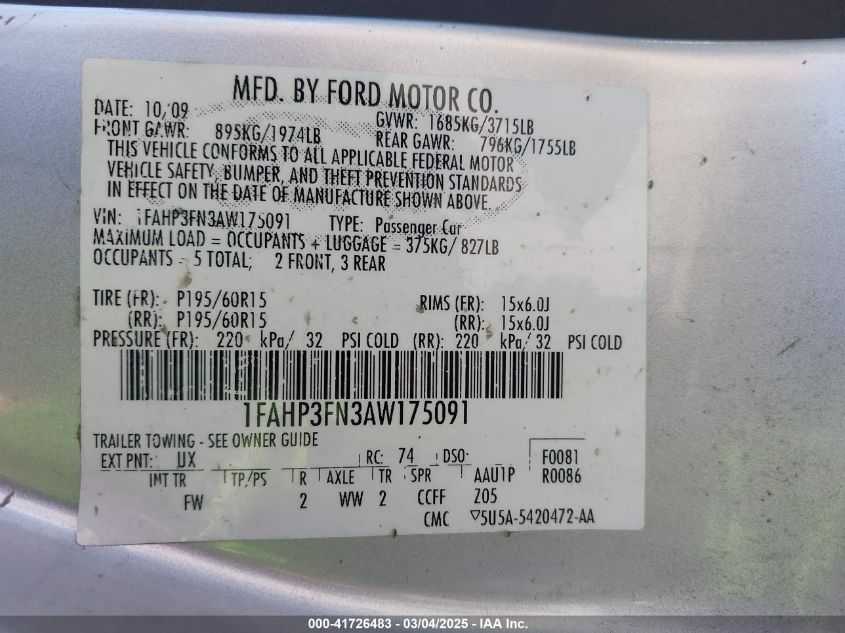 MFD. BY FORD MOTOR CO.
DATE: 10/09 GVWR: 1685KG/3715LB
FRONT GAWR: 895KG/1974LB REAR GAWR: 796KG/1755LB
THIS VEHICLE CONFORMS TO ALL APPLICABLE FEDERAL MOTOR
VEHICLE SAFETY, BUMPER, AND THEFT PREVENTION STANDARDS
IN EFFECT ON THE DATE OF MANUFACTURE SHOWN ABOVE.
VIN: 1FAHP3FN3AW175091 TYPE: Passenger Car
MAXIMUM LOAD = OCCUPANTS + LUGGAGE = 375KG/ 827LB
OCCUPANTS - 5 TOTAL; 2 FRONT, 3 REAR
TIRE (FR): P195/60R15 RIMS (FR): 15x6.0J
(RR): P195/60R15 (RR): 15x6.0J
PRESSURE (FR): 220 kPa/ 32 PSI COLD (RR): 220 kPa/ 32 PSI COLD
1FAHP3FN3AW175091
TRAILER TOWING - SEE OWNER GUIDE
EXT PNT: UX RC: 74 DSO: F0081
INT TR TP/PS R AXLE TR SPR AAU1P R0086
FW 2 WW 2 CCFF Z05
CMC ▽5U5A-5420472-AA
000-41726483 - 03/04/2025 - IAA Inc.